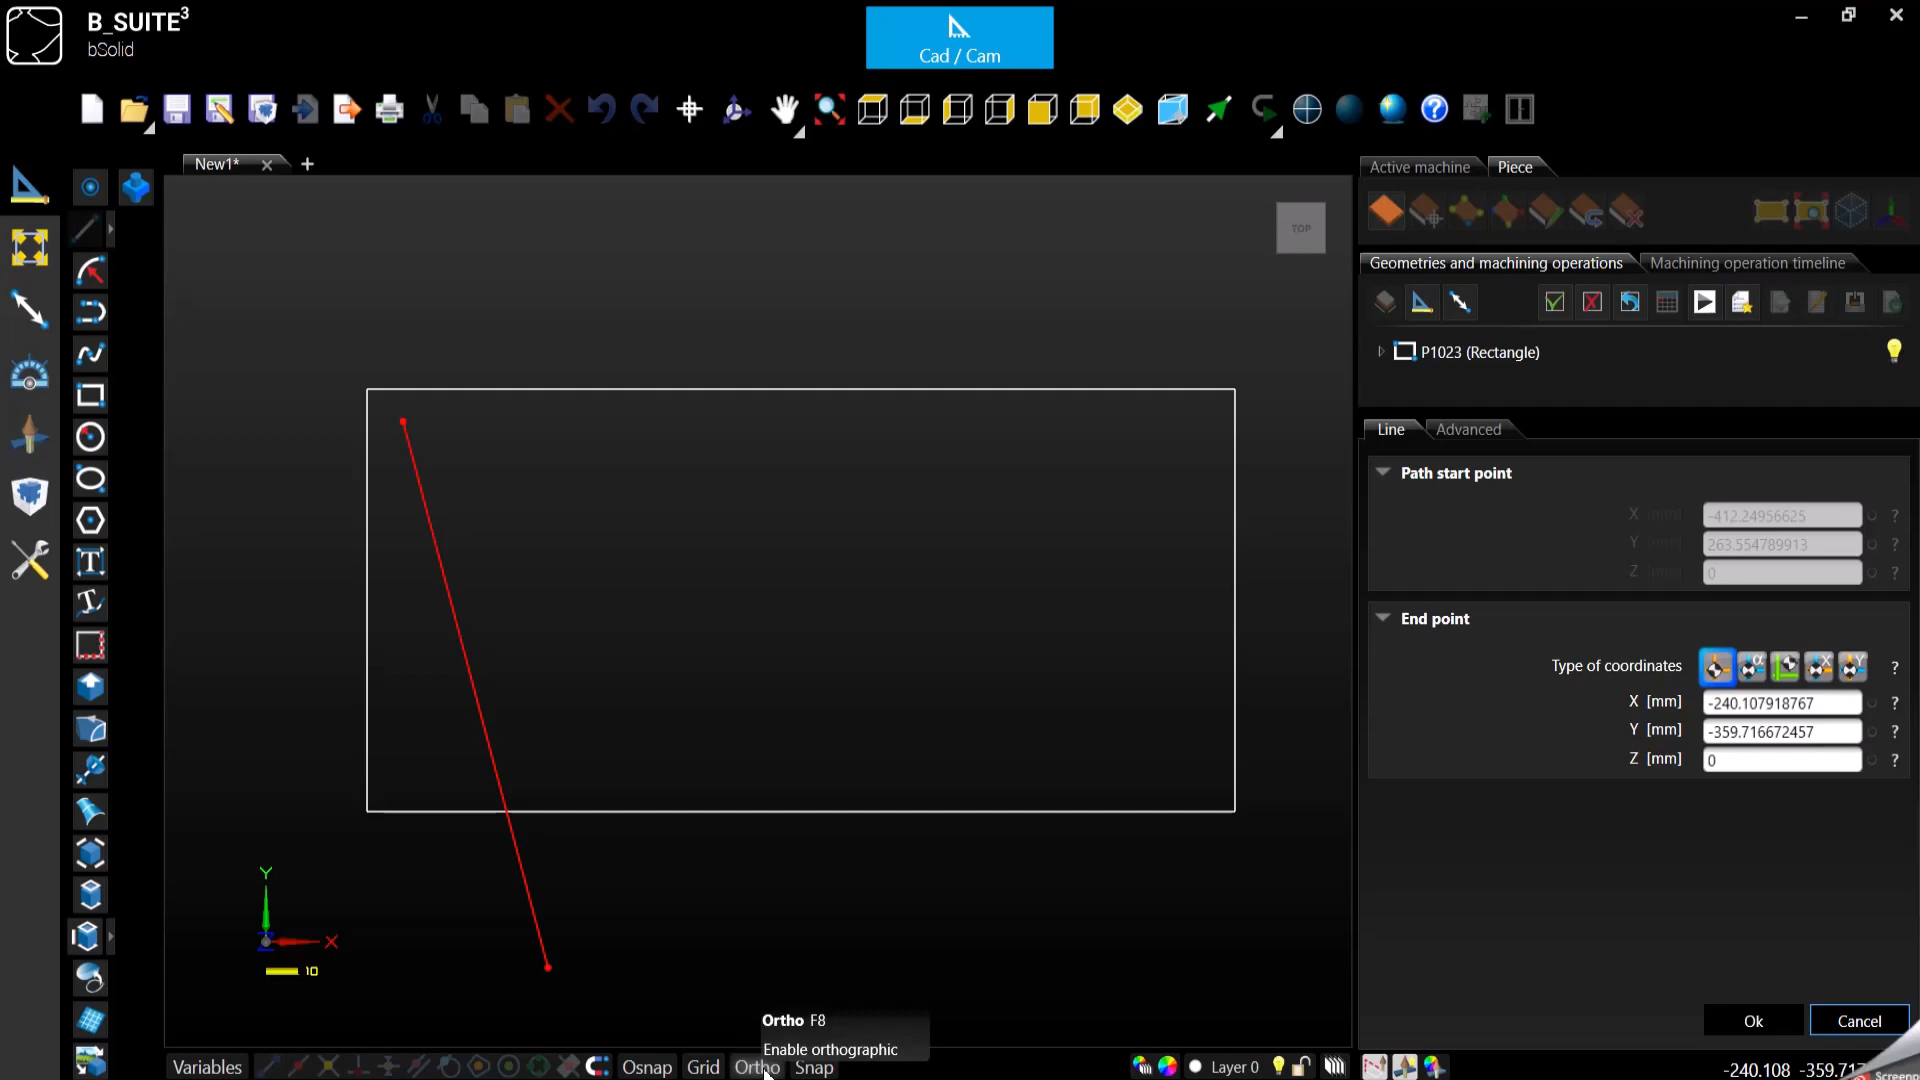 B_SUITE³
bSolid
Cad / Cam
New1*
Active machine
Piece
TOP
Geometries and machining operations
Machining operation timeline
P1023 (Rectangle)
Line
Advanced
Path start point
X [mm] -412.24956625 ?
Y [mm] 263.554789913 ?
Z [mm] 0 ?
End point
Type of coordinates ?
X [mm] -240.107918767 ?
Y [mm] -359.716672457 ?
Z [mm] 0 ?
Y
X
10
Ok
Cancel
Ortho F8
Enable orthographic
Variables
Osnap
Grid
Ortho
Snap
Layer 0
-240.108